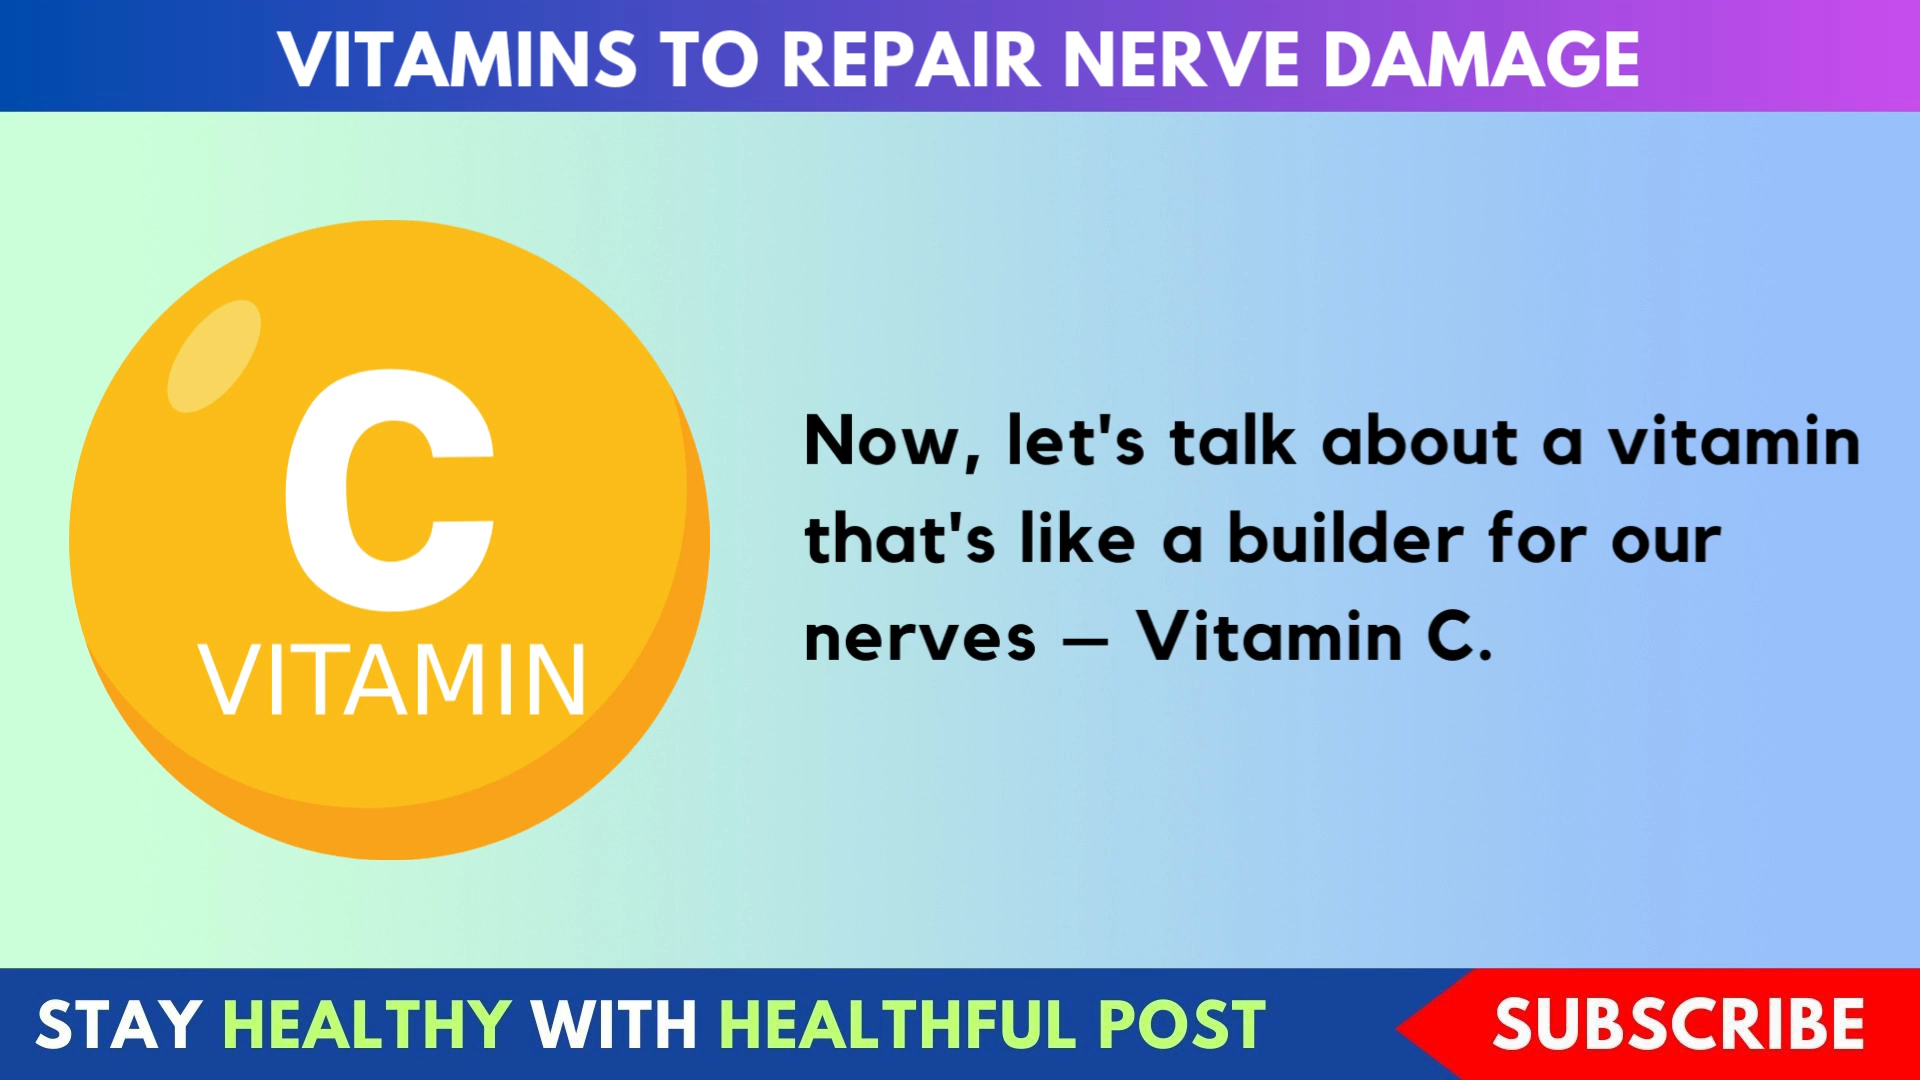 VITAMINS TO REPAIR NERVE DAMAGE
C
VITAMIN
Now, let's talk about a vitamin
that's like a builder for our
nerves – Vitamin C.
STAY HEALTHY WITH HEALTHFUL POST
SUBSCRIBE